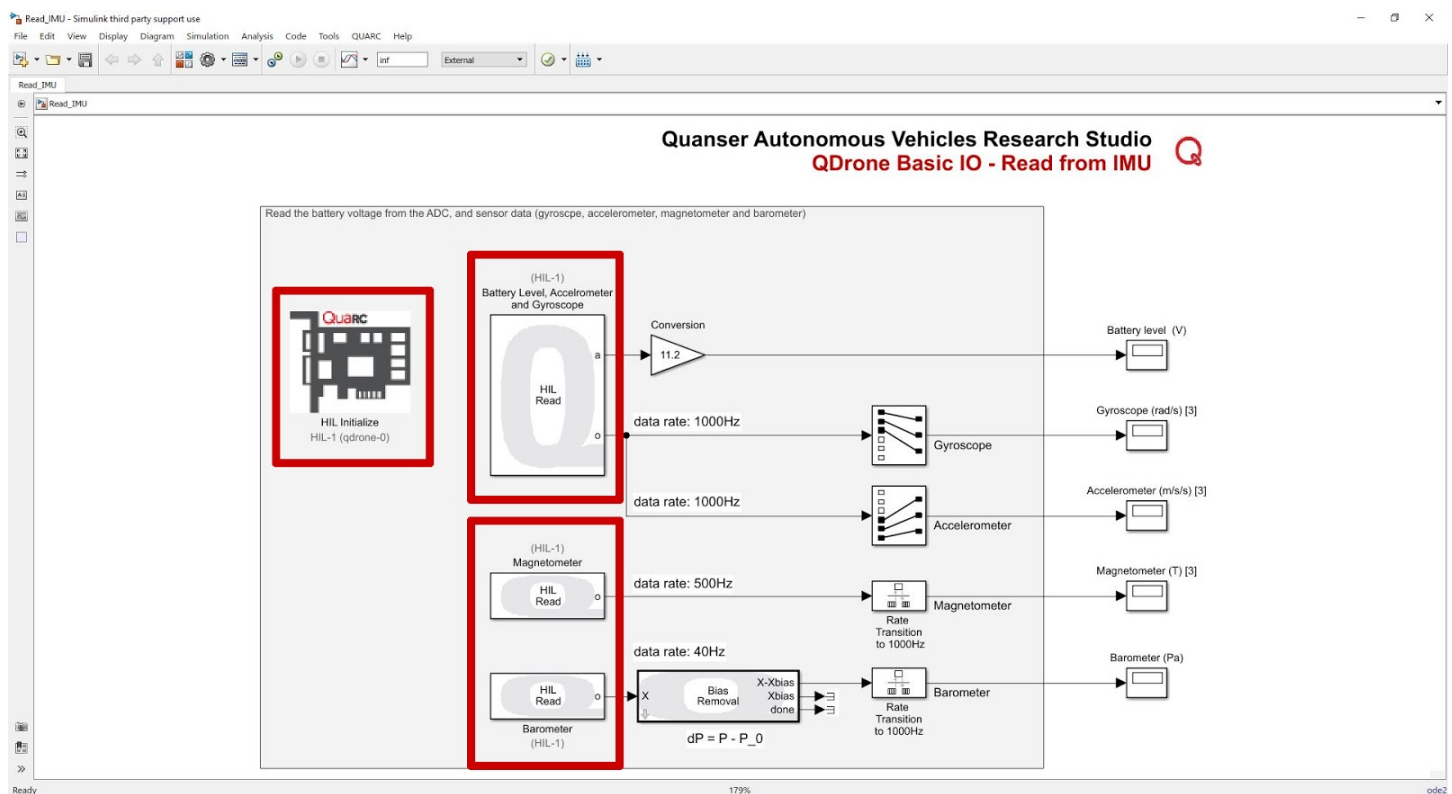 Read_IMU - Simulink third party support use
File Edit View Display Diagram Simulation Analysis Code Tools QUARC Help
inf External
Read_IMU
Read_IMU
Quanser Autonomous Vehicles Research Studio
QDrone Basic IO - Read from IMU
Read the battery voltage from the ADC, and sensor data (gyroscpe, accelerometer, magnetometer and barometer)
QUARC
HIL Initialize
HIL-1 (qdrone-0)
(HIL-1)
Battery Level, Accelrometer
and Gyroscope
HIL
Read
a
o
Conversion
11.2
Battery level (V)
data rate: 1000Hz
Gyroscope
Gyroscope (rad/s) [3]
data rate: 1000Hz
Accelerometer
Accelerometer (m/s/s) [3]
(HIL-1)
Magnetometer
HIL
Read
o
data rate: 500Hz
Magnetometer
Rate
Transition
to 1000Hz
Magnetometer (T) [3]
data rate: 40Hz
HIL
Read
o
Barometer
(HIL-1)
X
Bias
Removal
X-Xbias
Xbias
done
dP = P - P_0
Barometer
Rate
Transition
to 1000Hz
Barometer (Pa)
Ready
179%
ode2